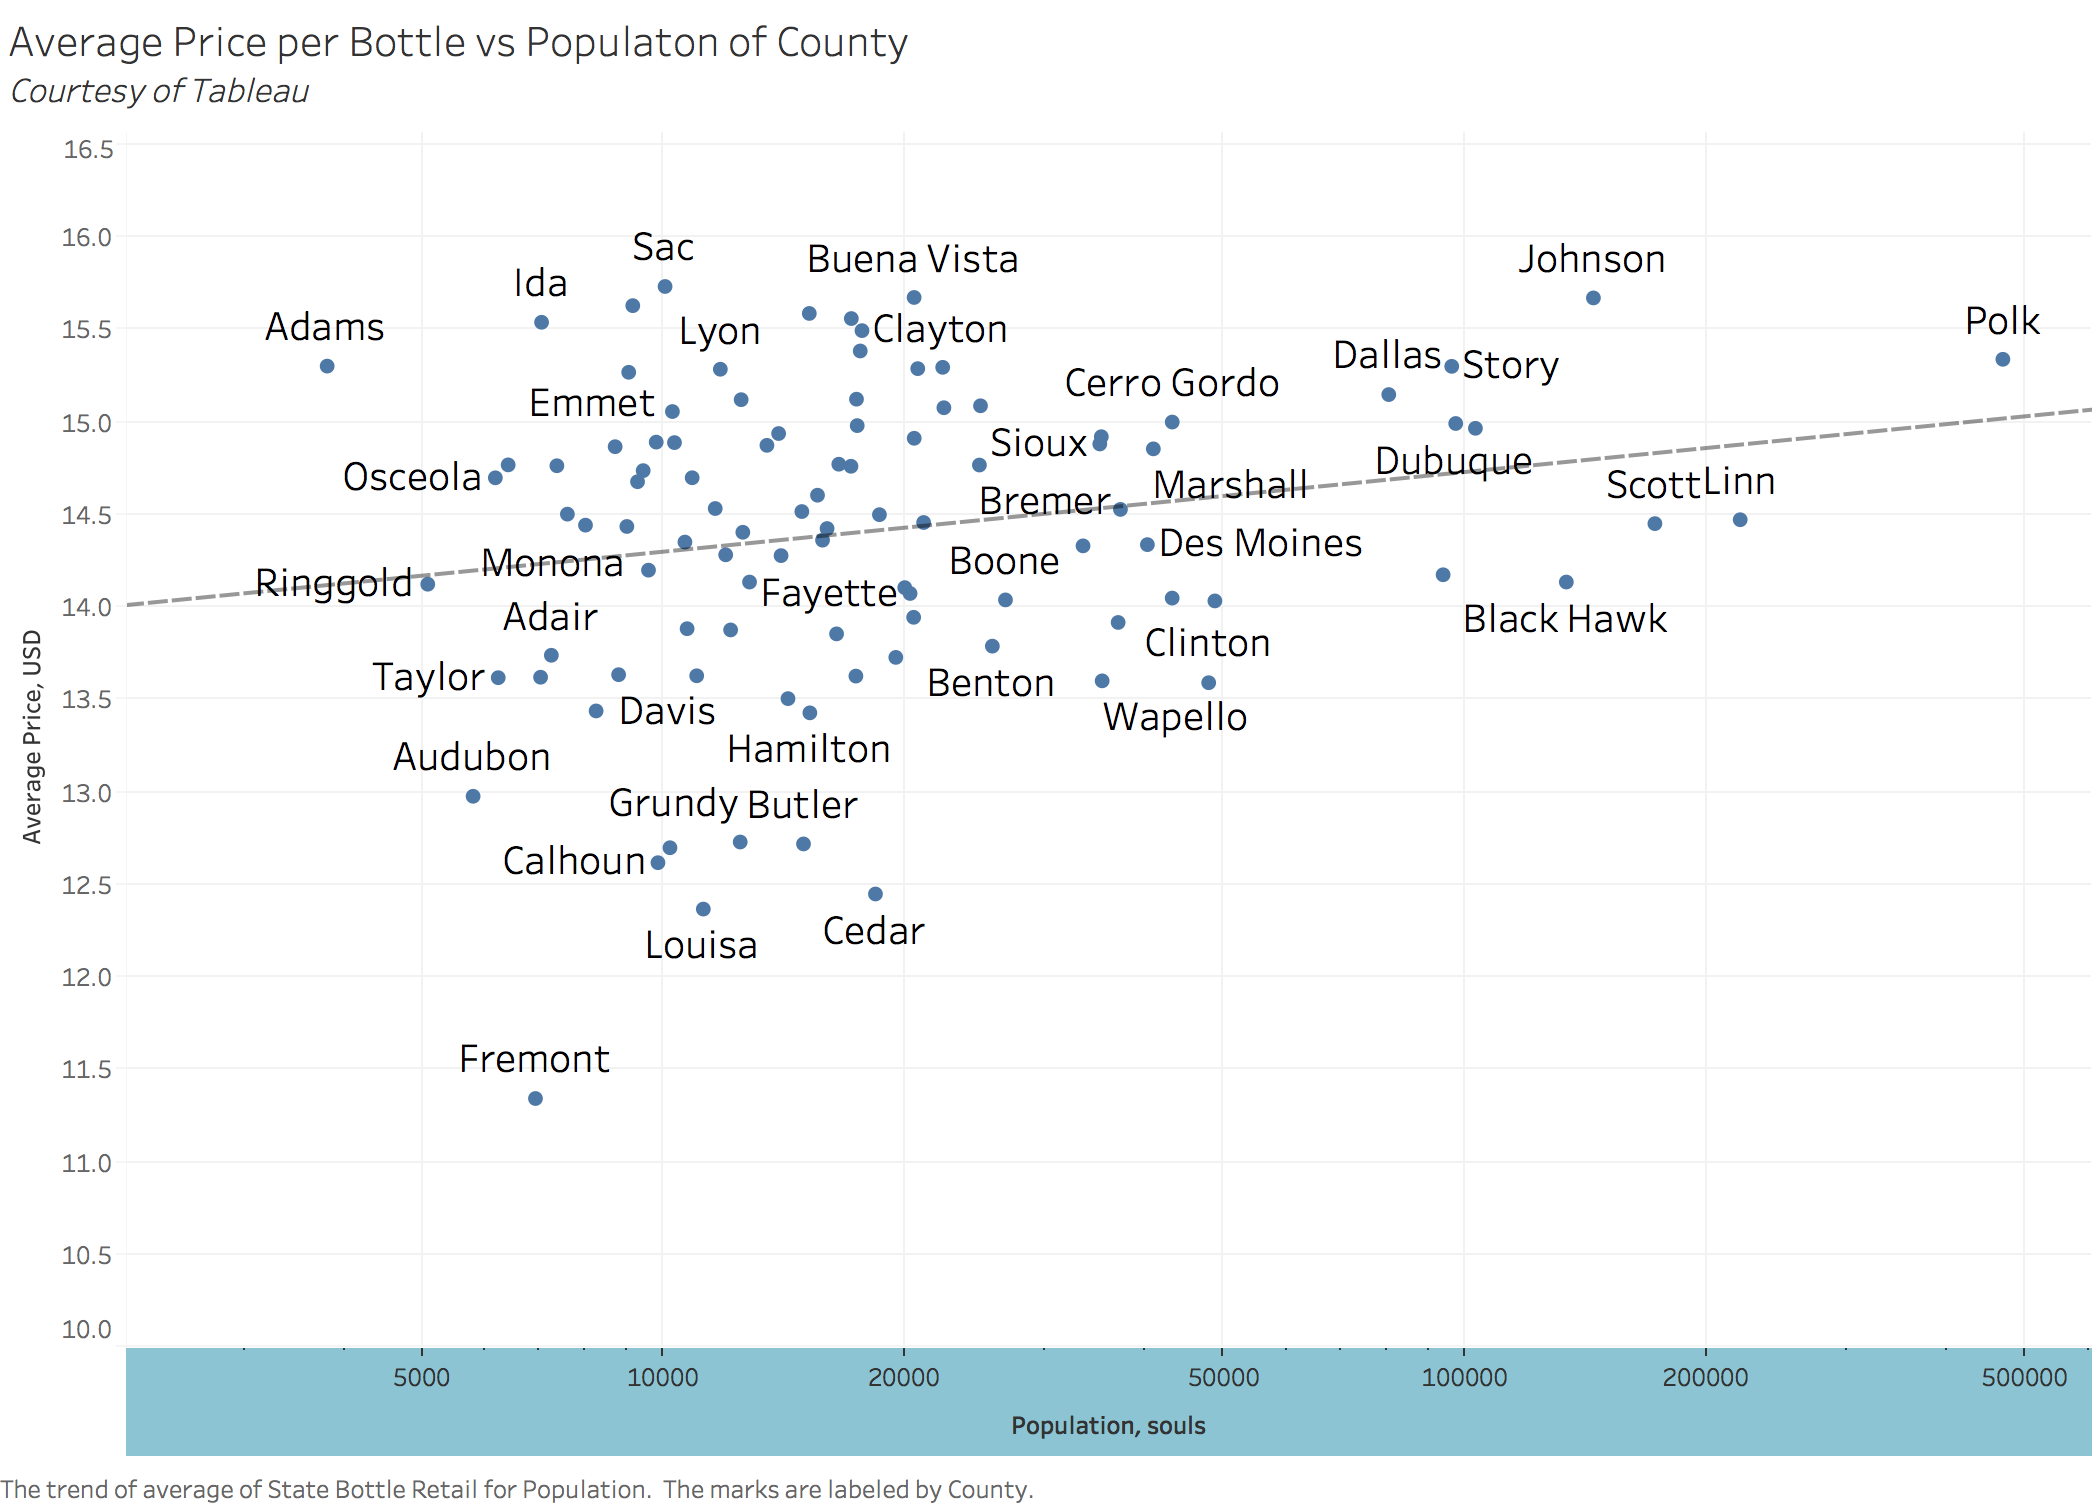 Average Price per Bottle vs Populaton of County
Courtesy of Tableau
16.5
16.0
15.5
15.0
14.5
14.0
13.5
13.0
12.5
12.0
11.5
11.0
10.5
10.0
Average Price, USD
Sac
Buena Vista
Johnson
Ida
Polk
Adams
Lyon
Clayton
Dallas
Story
Cerro Gordo
Emmet
Sioux
Dubuque
Osceola
Marshall
Scott
Linn
Bremer
Des Moines
Monona
Boone
Ringgold
Fayette
Adair
Black Hawk
Clinton
Taylor
Benton
Davis
Wapello
Hamilton
Audubon
Grundy
Butler
Calhoun
Cedar
Louisa
Fremont
5000 10000 20000 50000 100000 200000 500000
Population, souls
The trend of average of State Bottle Retail for Population. The marks are labeled by County.